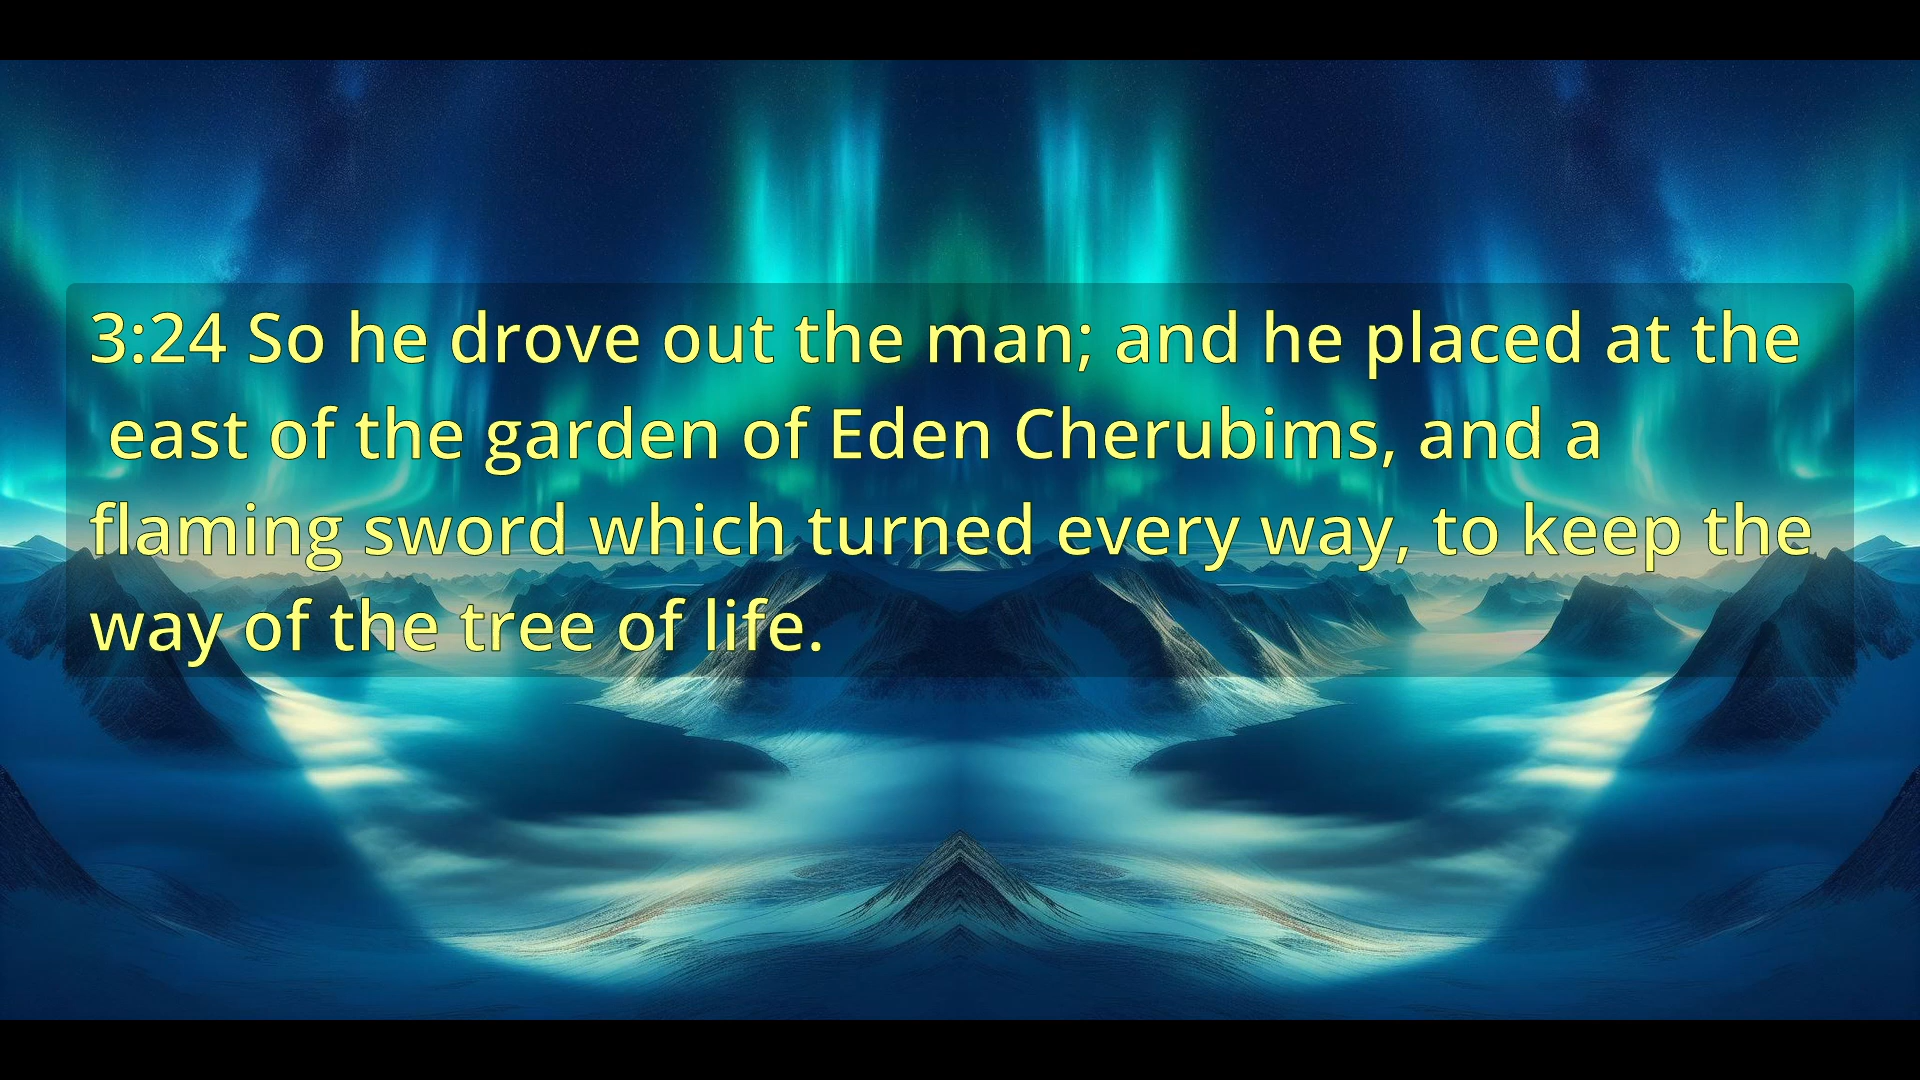 3:24 So he drove out the man; and he placed at the
east of the garden of Eden Cherubims, and a
flaming sword which turned every way, to keep the
way of the tree of life.